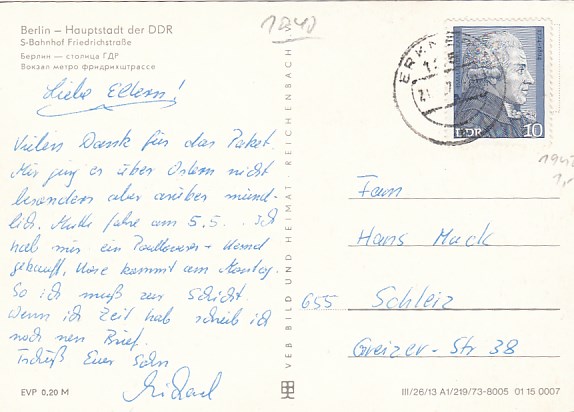 Berlin — Hauptstadt der DDR
S-Bahnhof Friedrichstraße
Берлин — столица ГДР
Вокзал метро фридрихштрассе
1940
DDR 10
Liebe Eltern!
Vielen Dank für das Paket.
Mir ging es über Ostern nicht
besonders aber darüber münd-
lich. Mutti fahre am 5.5. Ich
hab mir ein Hemd
gekauft, Hose kommt am Montag.
So ich muß zur Schicht.
Wenn ich Zeit hab schreib ich
noch nen Brief.
Tschüß Euer Sohn
Michael
Fam
Hans Mack
655 Schleiz
Greizer-Str 38
VEB BILD UND HEIMAT · REICHENBACH
EVP 0,20 M
III/26/13 A1/219/73-8005 01 15 0007